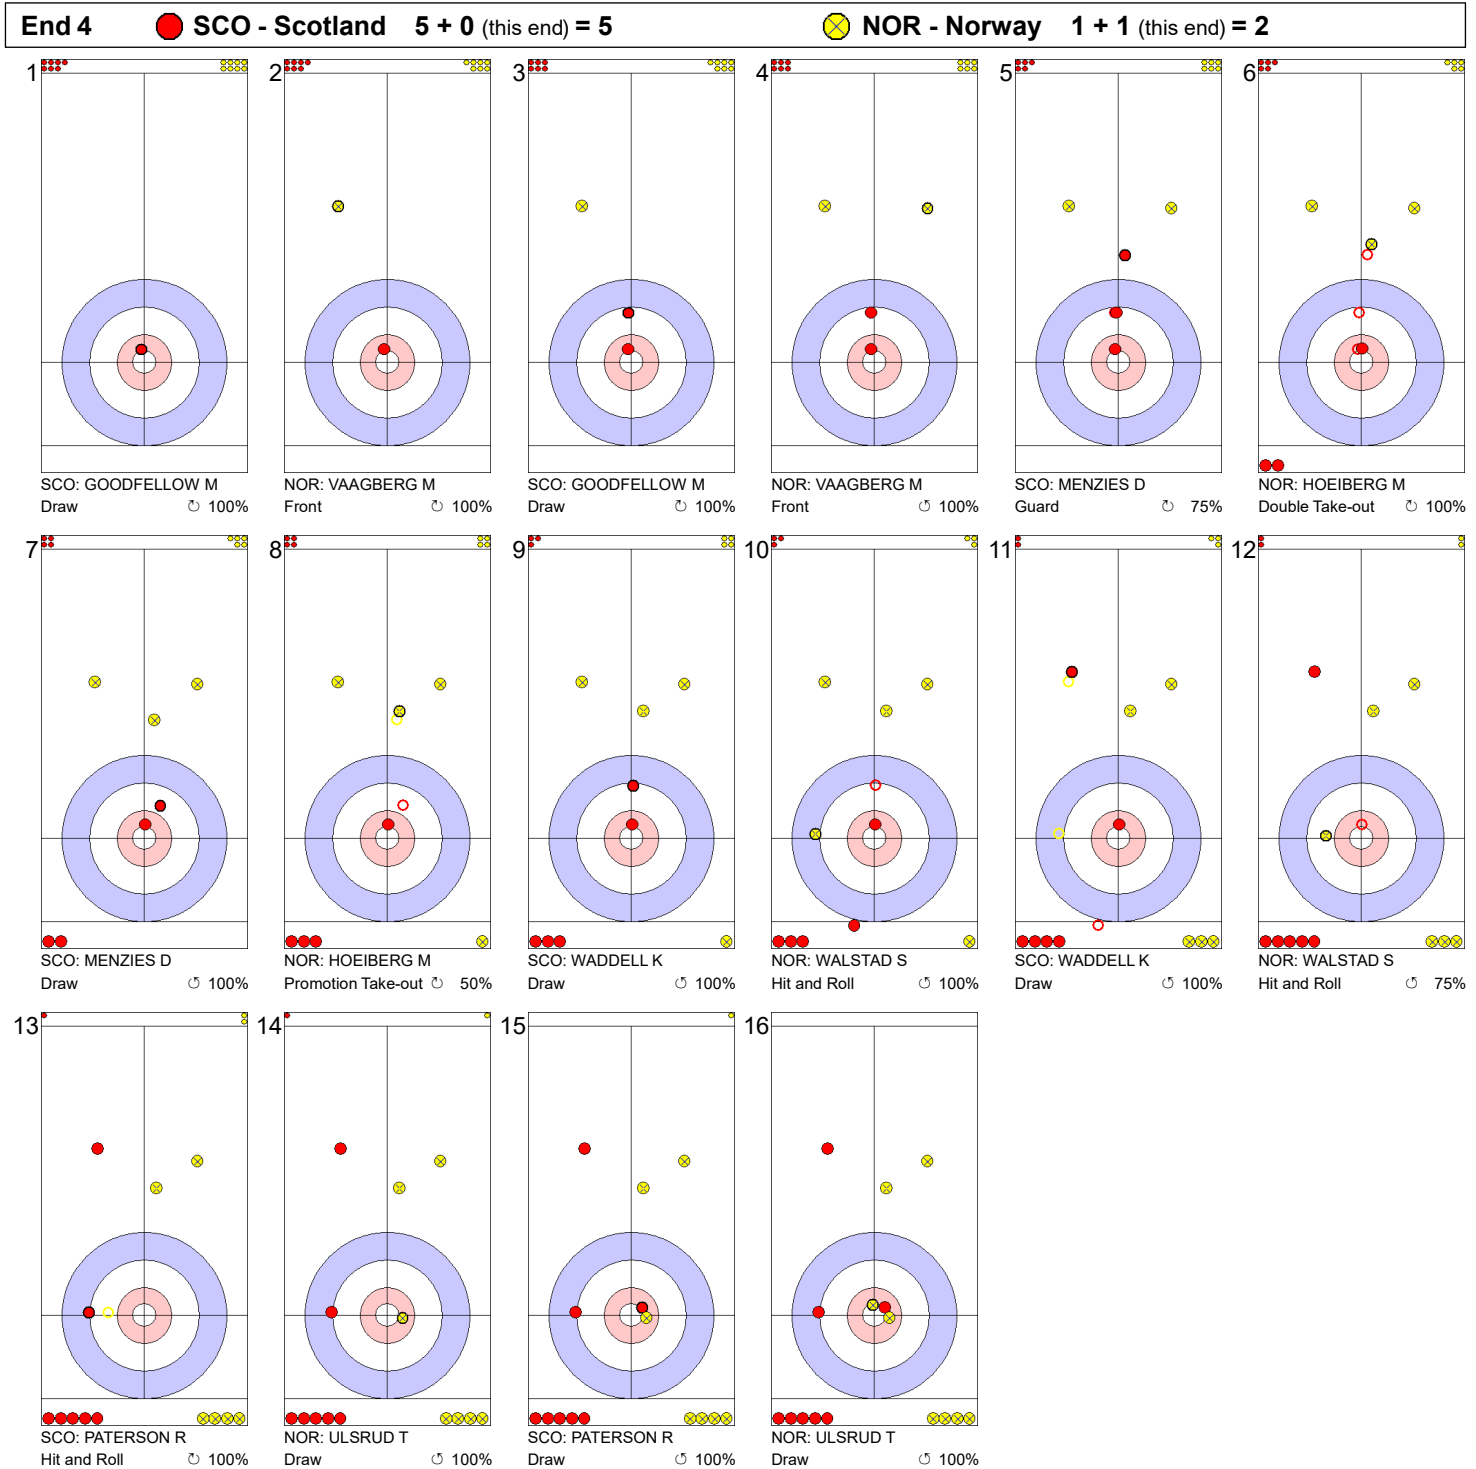 End 4 SCO - Scotland 5 + 0 (this end) = 5 NOR - Norway 1 + 1 (this end) = 2
1 2 3 4 5 6
SCO: GOODFELLOW M NOR: VAAGBERG M SCO: GOODFELLOW M NOR: VAAGBERG M SCO: MENZIES D NOR: HOEIBERG M
Draw ↻ 100% Front ↻ 100% Draw ↻ 100% Front ↻ 100% Guard ↻ 75% Double Take-out ↻ 100%
7 8 9 10 11 12
SCO: MENZIES D NOR: HOEIBERG M SCO: WADDELL K NOR: WALSTAD S SCO: WADDELL K NOR: WALSTAD S
Draw ↺ 100% Promotion Take-out ↻ 50% Draw ↺ 100% Hit and Roll ↺ 100% Draw ↺ 100% Hit and Roll ↺ 75%
13 14 15 16
SCO: PATERSON R NOR: ULSRUD T SCO: PATERSON R NOR: ULSRUD T
Hit and Roll ↻ 100% Draw ↺ 100% Draw ↺ 100% Draw ↺ 100%